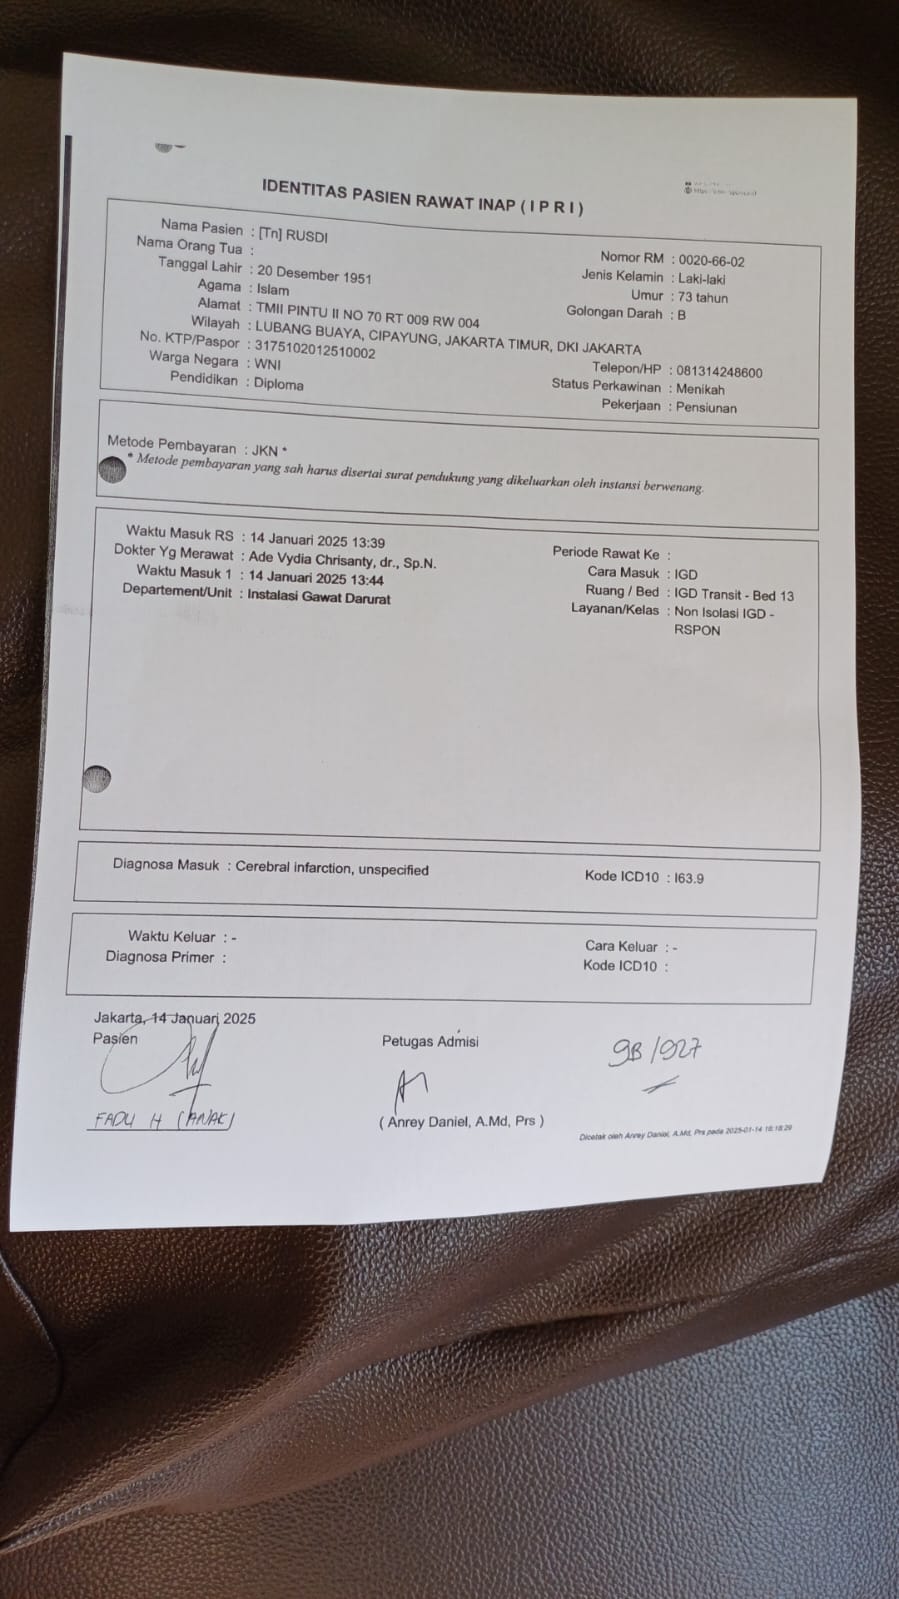 IDENTITAS PASIEN RAWAT INAP ( I P R I )
Nama Pasien : [Tn] RUSDI
Nama Orang Tua :
Tanggal Lahir : 20 Desember 1951
Agama : Islam
Alamat : TMII PINTU II NO 70 RT 009 RW 004
Wilayah : LUBANG BUAYA, CIPAYUNG, JAKARTA TIMUR, DKI JAKARTA
No. KTP/Paspor : 3175102012510002
Warga Negara : WNI
Pendidikan : Diploma
Nomor RM : 0020-66-02
Jenis Kelamin : Laki-laki
Umur : 73 tahun
Golongan Darah : B
Telepon/HP : 081314248600
Status Perkawinan : Menikah
Pekerjaan : Pensiunan
Metode Pembayaran : JKN *
* Metode pembayaran yang sah harus disertai surat pendukung yang dikeluarkan oleh instansi berwenang.
Waktu Masuk RS : 14 Januari 2025 13:39
Dokter Yg Merawat : Ade Vydia Chrisanty, dr., Sp.N.
Waktu Masuk 1 : 14 Januari 2025 13:44
Departement/Unit : Instalasi Gawat Darurat
Periode Rawat Ke :
Cara Masuk : IGD
Ruang / Bed : IGD Transit - Bed 13
Layanan/Kelas : Non Isolasi IGD -
RSPON
Diagnosa Masuk : Cerebral infarction, unspecified
Kode ICD10 : I63.9
Waktu Keluar : -
Diagnosa Primer :
Cara Keluar : -
Kode ICD10 :
Jakarta, 14 Januari 2025
Pasien
FADLI H (ANAK)
Petugas Admisi
( Anrey Daniel, A.Md, Prs )
9B /927
Dicetak oleh Anrey Daniel, A.Md, Prs pada 2025-01-14 16:18:29